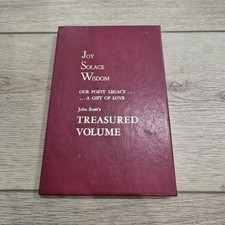 JOY
SOLACE
WISDOM
OUR POETS' LEGACY . . .
. . . A GIFT OF LOVE
John Scott's
TREASURED
VOLUME